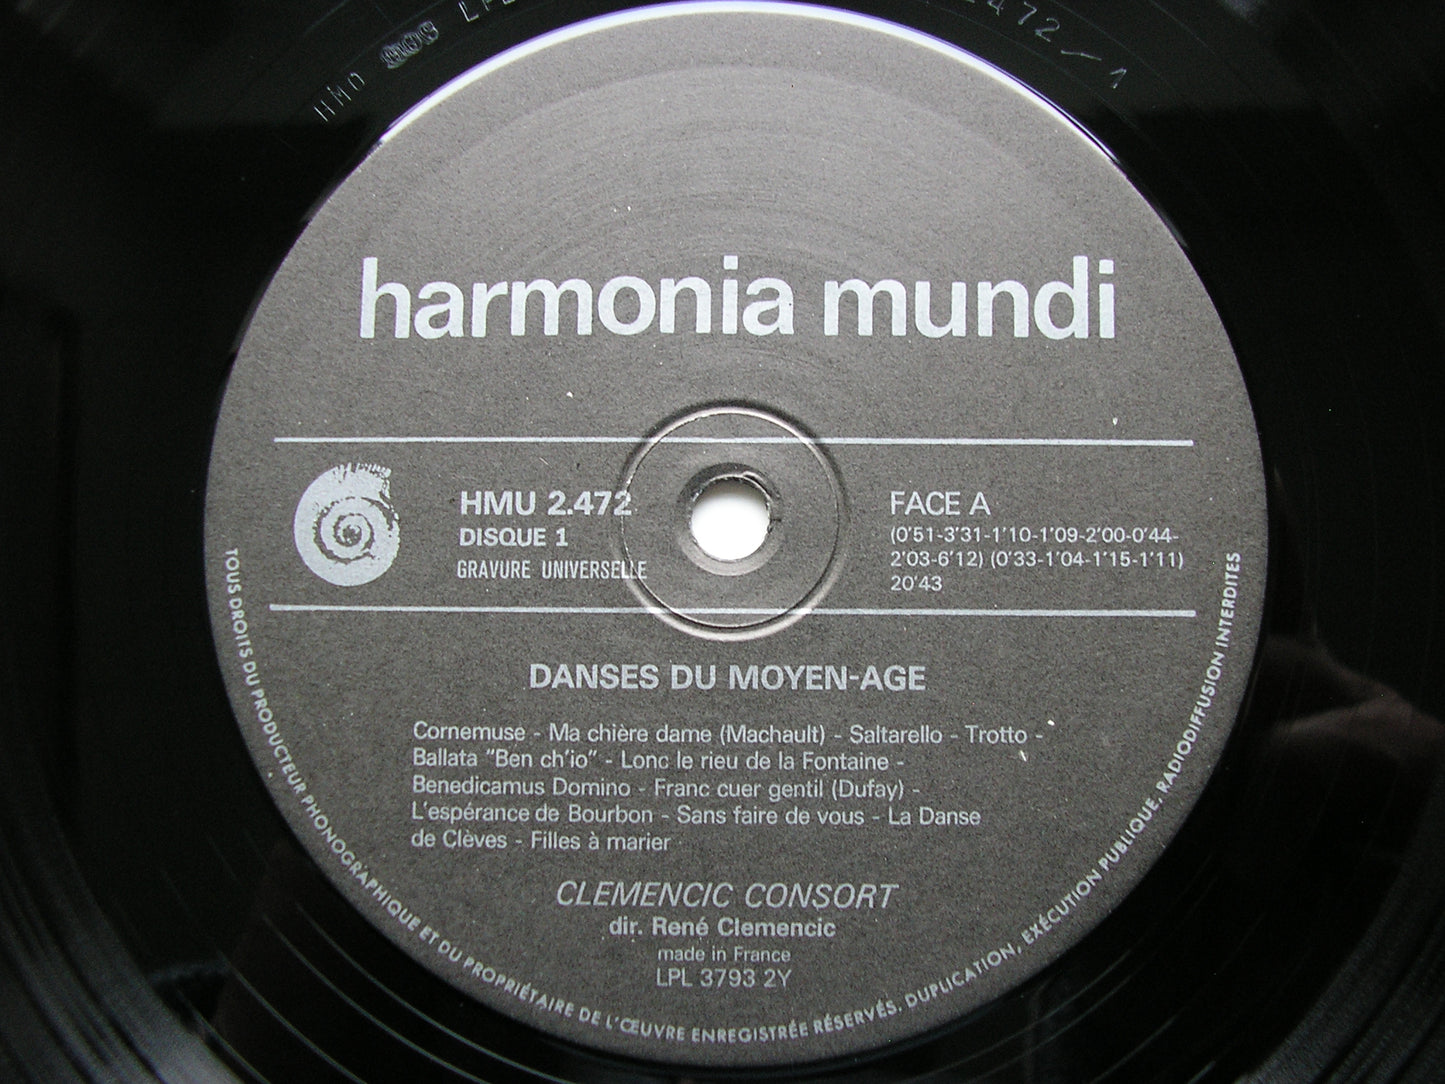 HMO
LPL
2472/1
harmonia mundi
HMU 2.472
DISQUE 1
GRAVURE UNIVERSELLE
FACE A
(0'51-3'31-1'10-1'09-2'00-0'44-
2'03-6'12) (0'33-1'04-1'15-1'11)
20'43
DANSES DU MOYEN-AGE
Cornemuse - Ma chière dame (Machault) - Saltarello - Trotto -
Ballata "Ben ch'io" - Lonc le rieu de la Fontaine -
Benedicamus Domino - Franc cuer gentil (Dufay) -
L'espérance de Bourbon - Sans faire de vous - La Danse
de Clèves - Filles à marier
CLEMENCIC CONSORT
dir. René Clemencic
made in France
LPL 3793 2Y
TOUS DROITS DU PRODUCTEUR PHONOGRAPHIQUE ET DU PROPRIÉTAIRE DE L'ŒUVRE ENREGISTRÉE RÉSERVÉS. DUPLICATION, EXÉCUTION PUBLIQUE, RADIODIFFUSION INTERDITES